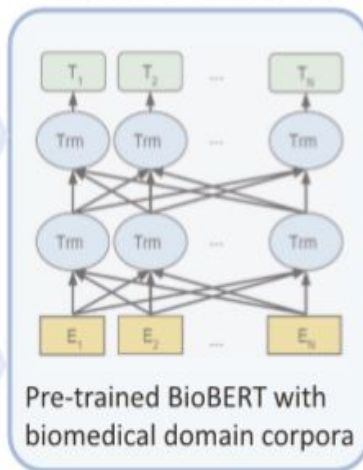 T1 T2 ... TN
Trm Trm ... Trm
Trm Trm ... Trm
E1 E2 ... EN
Pre-trained BioBERT with
biomedical domain corpora